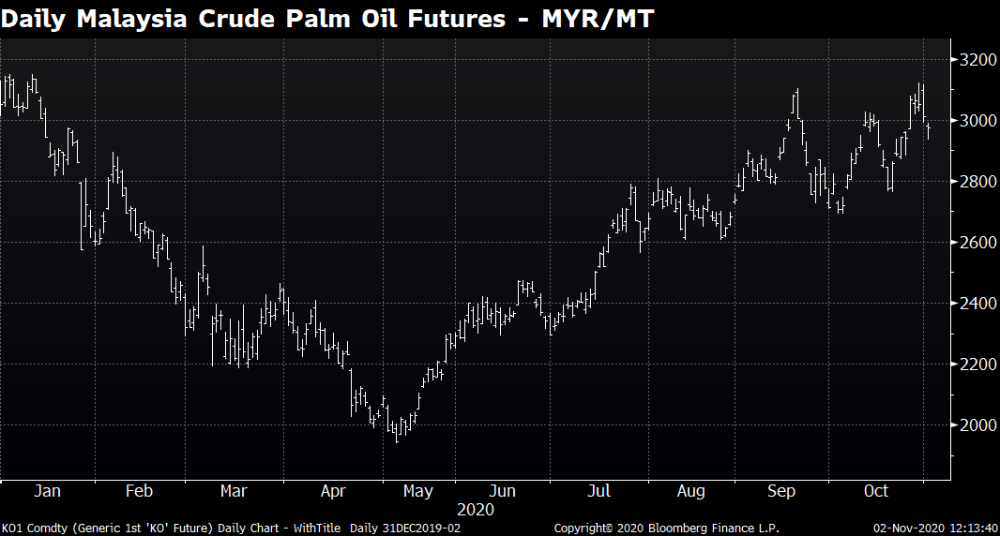 Daily Malaysia Crude Palm Oil Futures - MYR/MT
3200
3000
2800
2600
2400
2200
2000
Jan Feb Mar Apr May Jun Jul Aug Sep Oct
2020
KO1 Comdty (Generic 1st 'KO' Future) Daily Chart - WithTitle Daily 31DEC2019-02 Copyright© 2020 Bloomberg Finance L.P. 02-Nov-2020 12:13:40